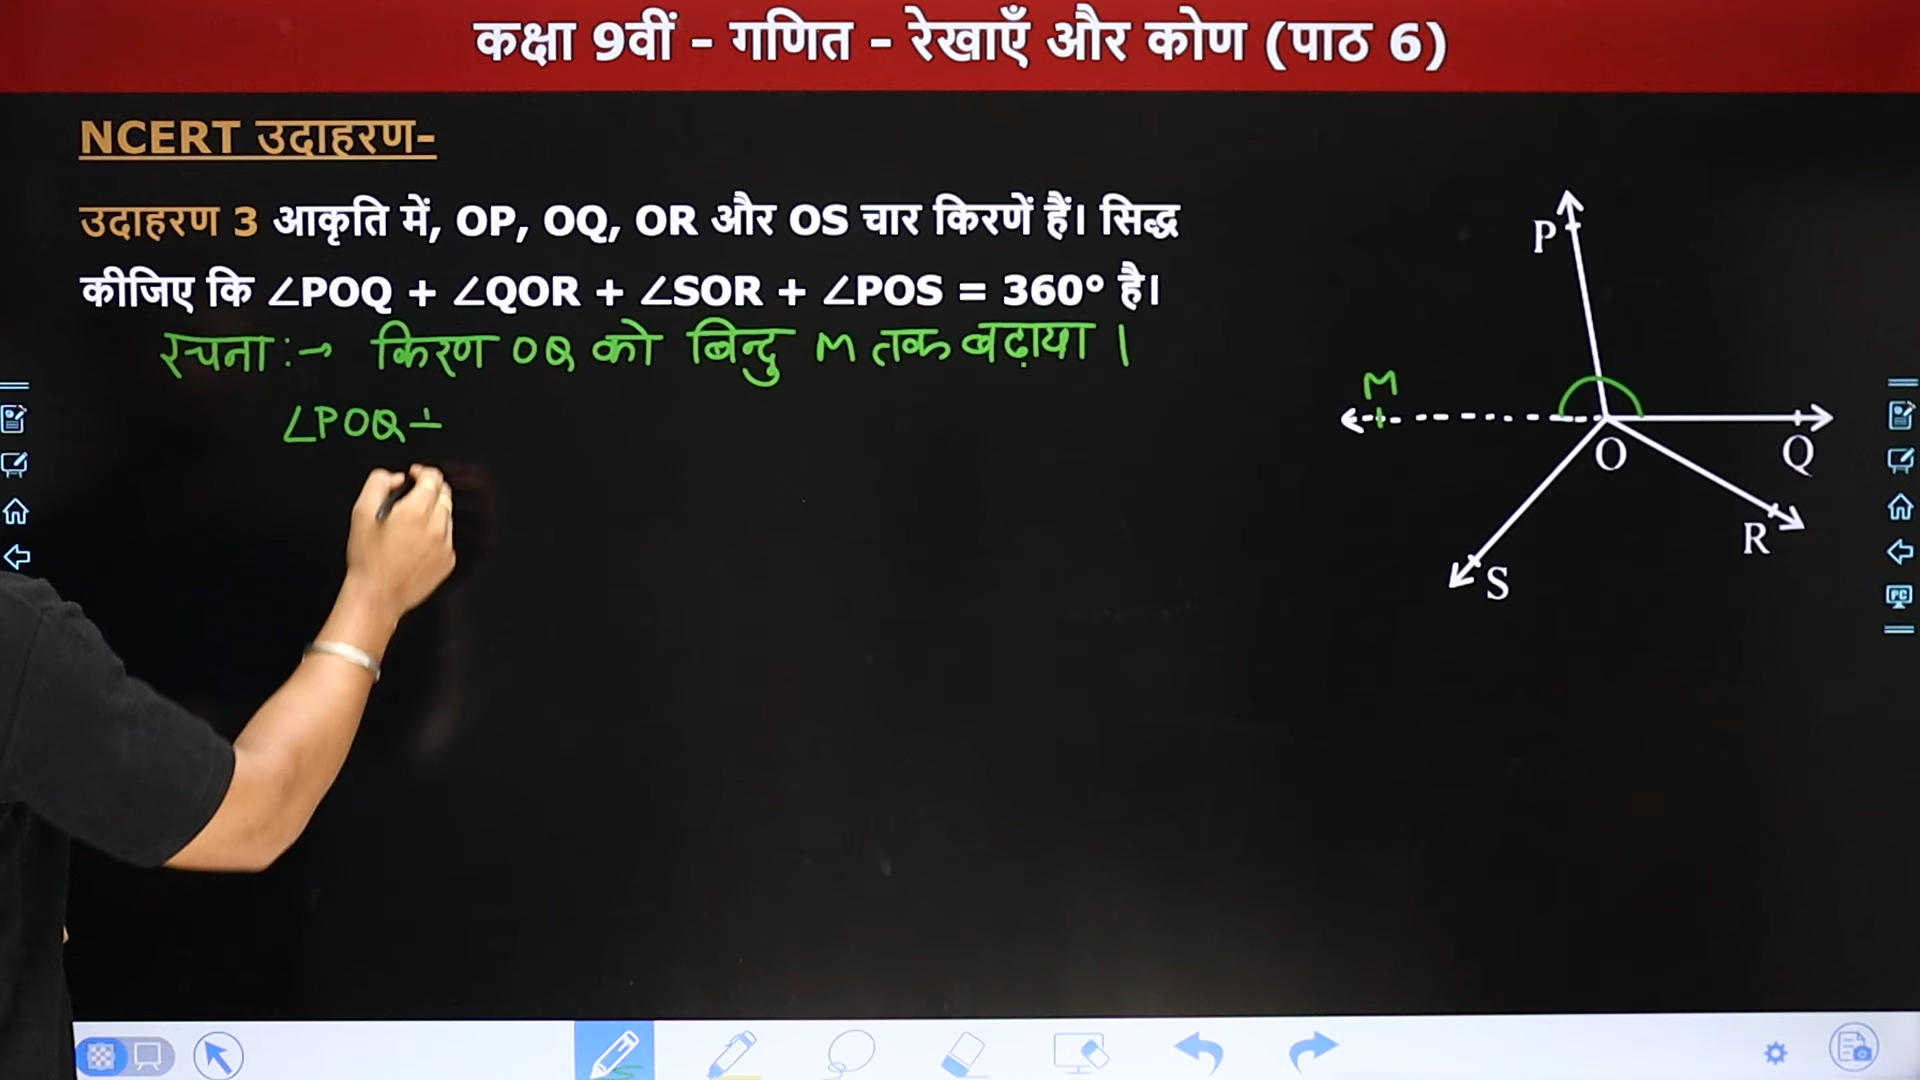 कक्षा 9वीं - गणित - रेखाएँ और कोण (पाठ 6)
NCERT उदाहरण-
उदाहरण 3 आकृति में, OP, OQ, OR और OS चार किरणें हैं। सिद्ध
कीजिए कि ∠POQ + ∠QOR + ∠SOR + ∠POS = 360° है।
रचना :→ किरण OQ को बिन्दु M तक बढ़ाया ।
∠POQ +
P
M
O
Q
R
S
PC